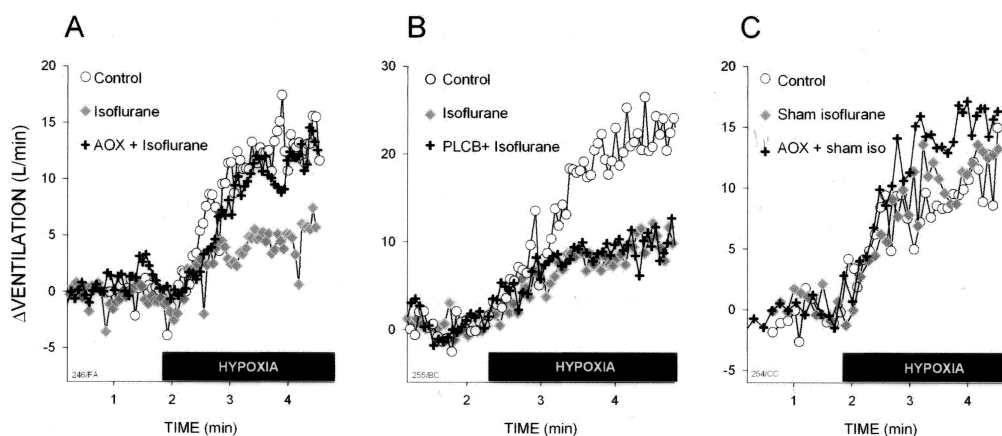 A
B
C
ΔVENTILATION (L/min)
20
15
10
5
0
-5
Control
Isoflurane
AOX + Isoflurane
HYPOXIA
246/FA
1
2
3
4
TIME (min)
30
20
10
0
Control
Isoflurane
PLCB+ Isoflurane
HYPOXIA
255/BC
2
3
4
TIME (min)
20
15
10
5
0
-5
Control
Sham isoflurane
AOX + sham iso
HYPOXIA
254/CC
1
2
3
4
TIME (min)